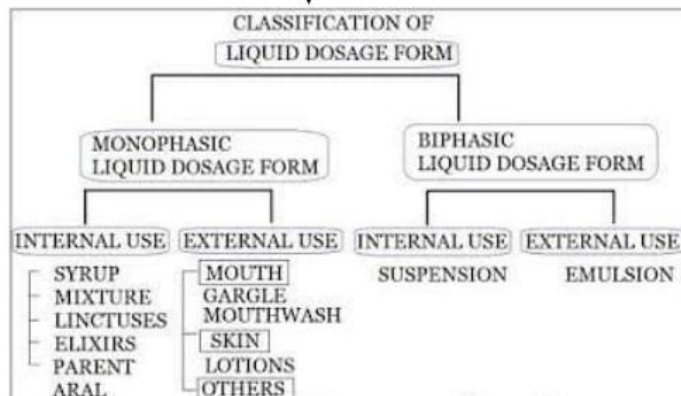 CLASSIFICATION OF
LIQUID DOSAGE FORM
MONOPHASIC
LIQUID DOSAGE FORM
BIPHASIC
LIQUID DOSAGE FORM
INTERNAL USE
EXTERNAL USE
INTERNAL USE
EXTERNAL USE
SYRUP
MIXTURE
LINCTUSES
ELIXIRS
PARENT
ARAL
MOUTH
GARGLE
MOUTHWASH
SKIN
LOTIONS
OTHERS
SUSPENSION
EMULSION